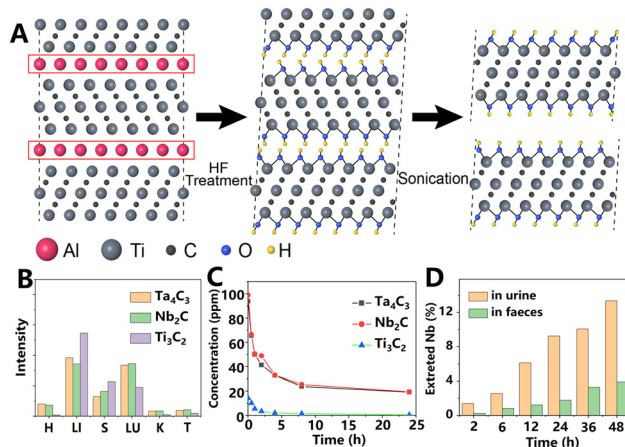 A
HF
Treatment
Sonication
Al Ti C O H
B
Intensity
Ta4C3
Nb2C
Ti3C2
H LI S LU K T
C
Concentration (ppm)
100
80
60
40
20
0
Ta4C3
Nb2C
Ti3C2
0 5 10 15 20 25
Time (h)
D
Extreted Nb (%)
12
8
4
0
in urine
in faeces
2 6 12 24 36 48
Time (h)